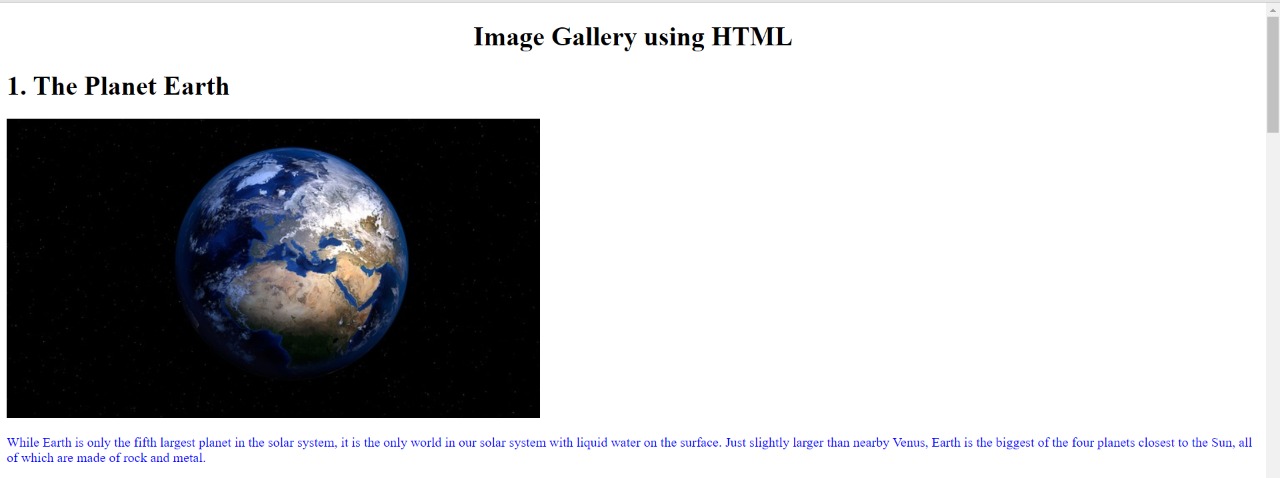 Image Gallery using HTML
1. The Planet Earth
While Earth is only the fifth largest planet in the solar system, it is the only world in our solar system with liquid water on the surface. Just slightly larger than nearby Venus, Earth is the biggest of the four planets closest to the Sun, all
of which are made of rock and metal.